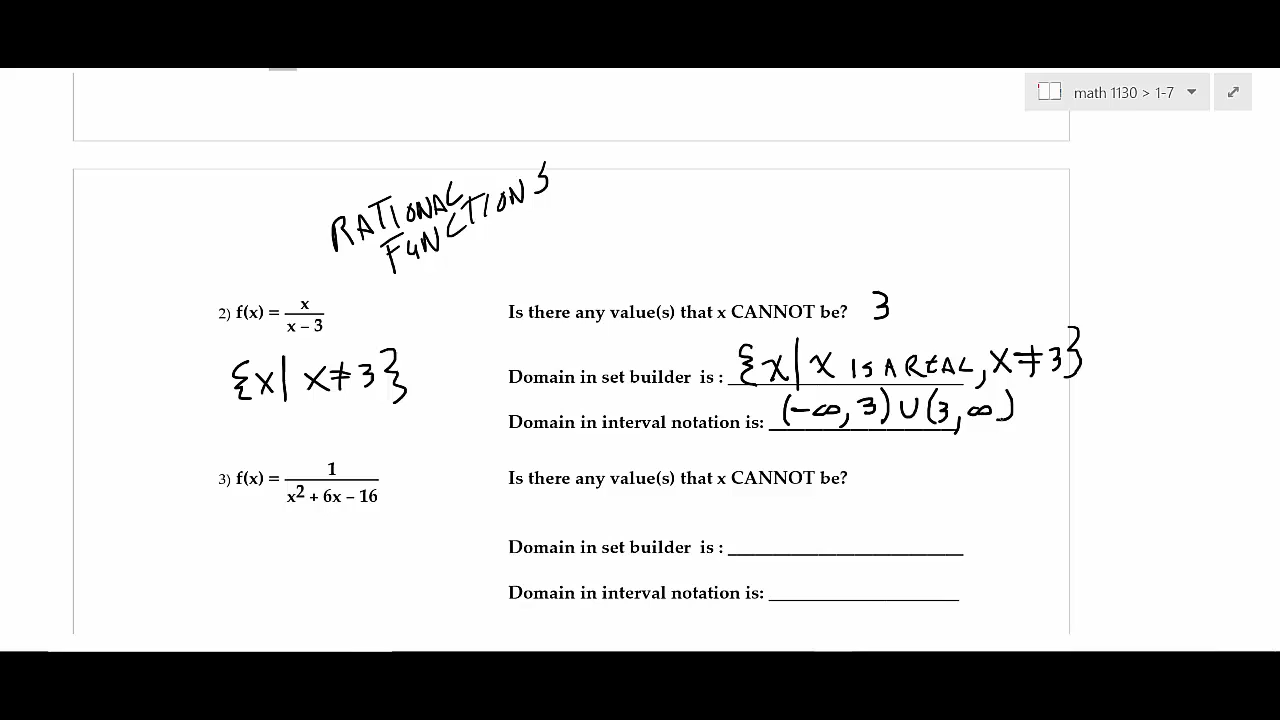 math 1130 > 1-7
RATIONAL
FUNCTIONS
2) f(x) = x / x – 3
Is there any value(s) that x CANNOT be? 3
{x| x≠3}
Domain in set builder is : {x| x IS A REAL, x≠3}
Domain in interval notation is: (-∞, 3) ∪ (3, ∞)
3) f(x) = 1 / x² + 6x – 16
Is there any value(s) that x CANNOT be?
Domain in set builder is : ____________
Domain in interval notation is: ____________